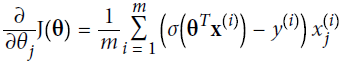 ∂/∂θ_j J(θ) = 1/m ∑_{i = 1}^{m} (σ(θ^T x^{(i)}) − y^{(i)}) x_j^{(i)}